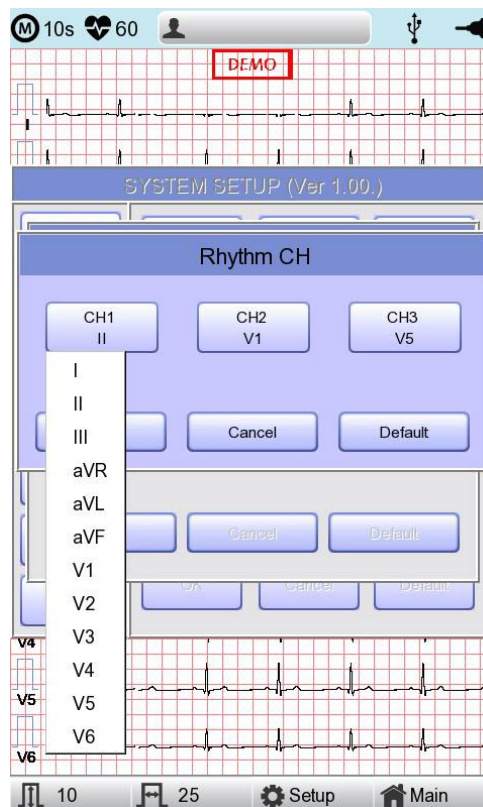 M 10s 60
DEMO
I
SYSTEM SETUP (Ver 1.00.)
Rhythm CH
CH1 CH2 CH3
II V1 V5
I
II
III
aVR
aVL
aVF
V1
V2
V3
V4
V5
V6
Cancel Default
Cancel Default
OK Cancel Default
V4
V5
V6
10 25 Setup Main